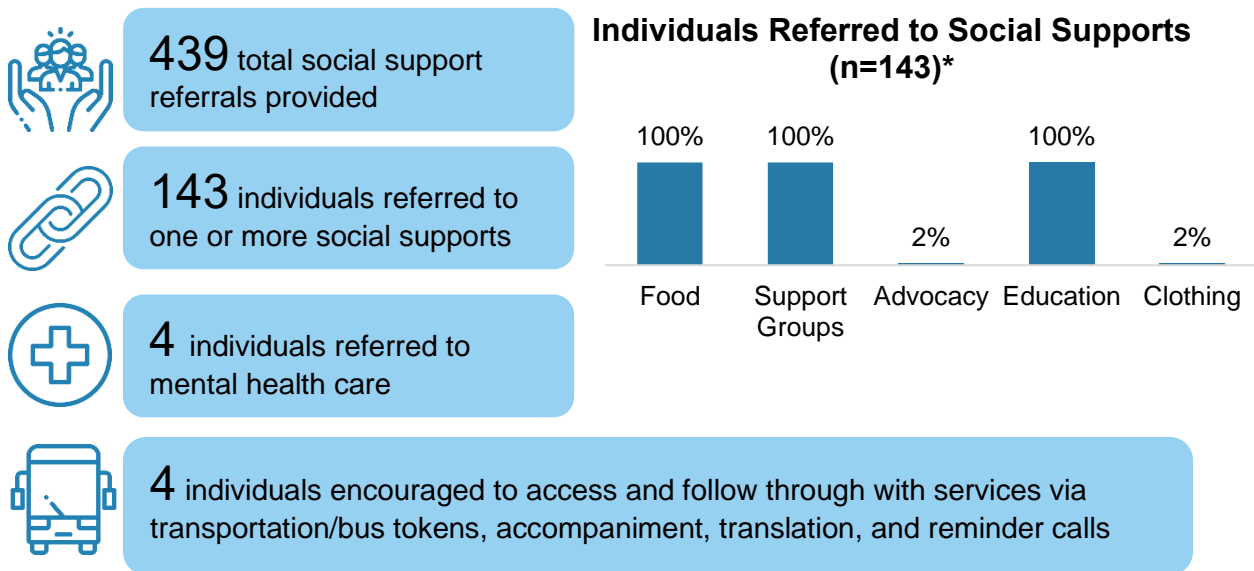 439 total social support
referrals provided
143 individuals referred to
one or more social supports
4 individuals referred to
mental health care
4 individuals encouraged to access and follow through with services via
transportation/bus tokens, accompaniment, translation, and reminder calls
Individuals Referred to Social Supports
(n=143)*
100%
100%
2%
100%
2%
Food
Support
Groups
Advocacy
Education
Clothing